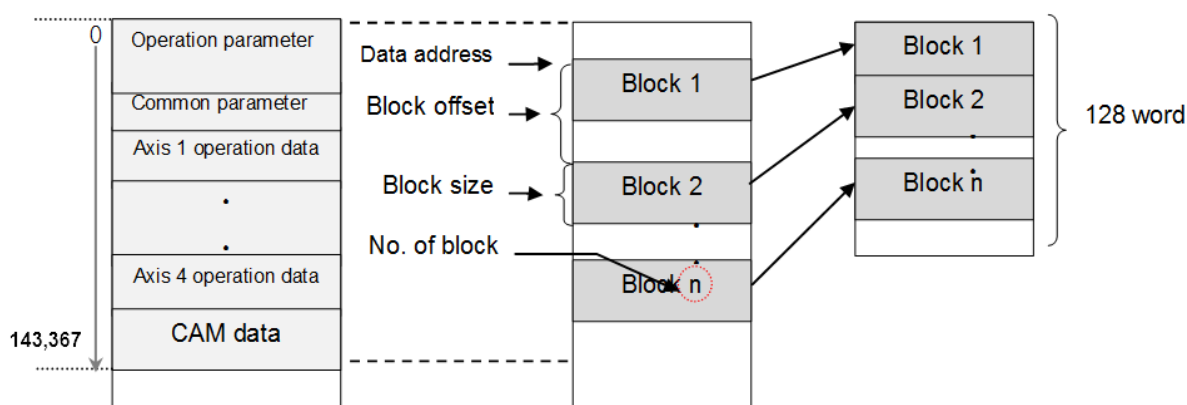 0
Operation parameter
Common parameter
Axis 1 operation data
Axis 4 operation data
CAM data
143,367
Data address
Block offset
Block size
No. of block
Block 1
Block 2
Block n
Block 1
Block 2
Block n
128 word